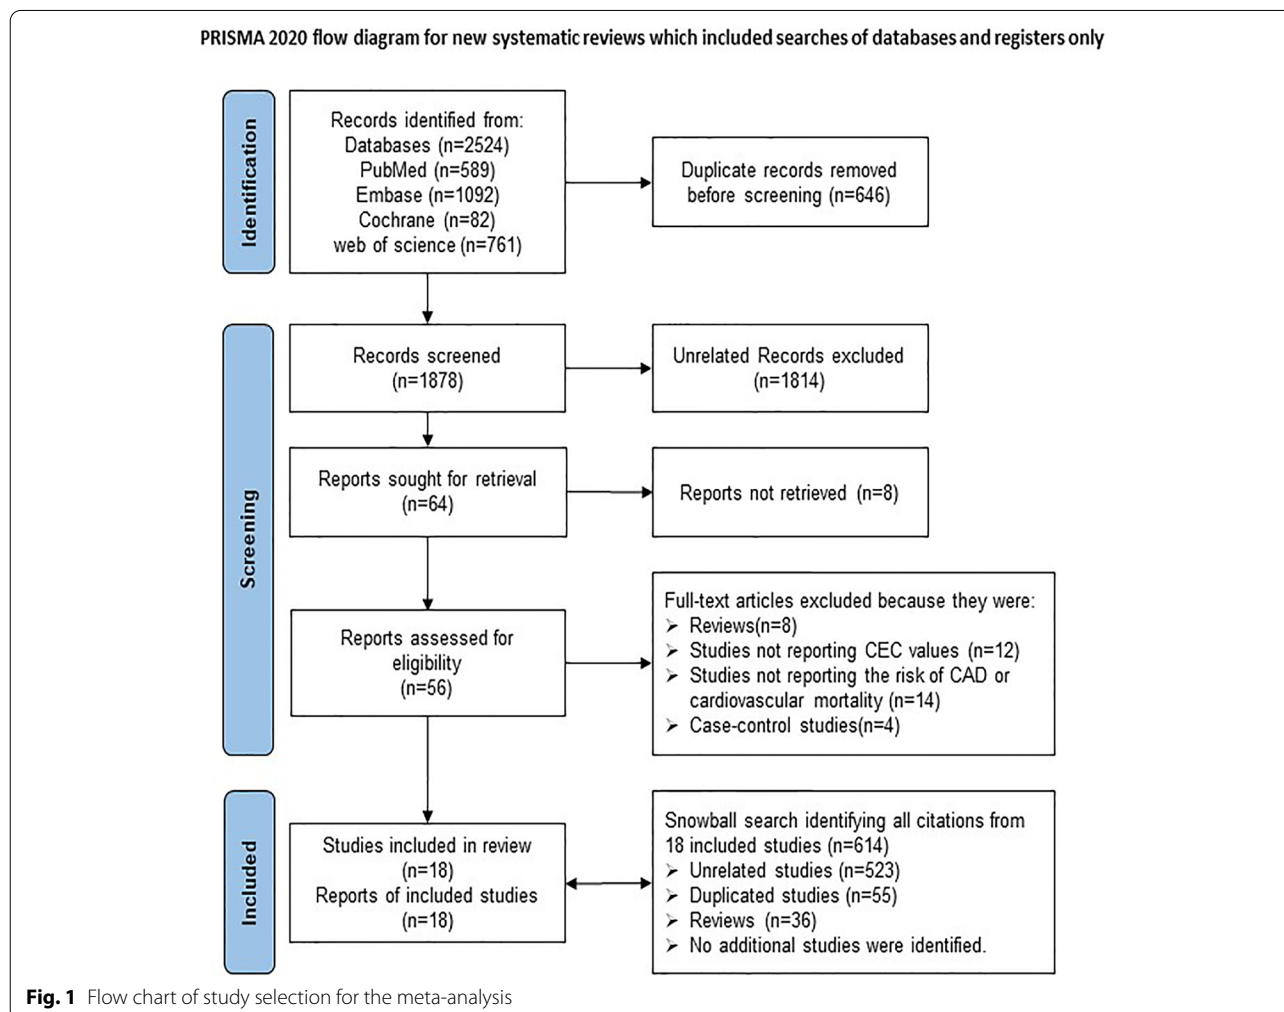 PRISMA 2020 flow diagram for new systematic reviews which included searches of databases and registers only
Identification
Records identified from:
Databases (n=2524)
PubMed (n=589)
Embase (n=1092)
Cochrane (n=82)
web of science (n=761)
Duplicate records removed
before screening (n=646)
Screening
Records screened
(n=1878)
Unrelated Records excluded
(n=1814)
Reports sought for retrieval
(n=64)
Reports not retrieved (n=8)
Reports assessed for
eligibility
(n=56)
Full-text articles excluded because they were:
➤ Reviews(n=8)
➤ Studies not reporting CEC values (n=12)
➤ Studies not reporting the risk of CAD or
cardiovascular mortality (n=14)
➤ Case-control studies(n=4)
Included
Studies included in review
(n=18)
Reports of included studies
(n=18)
Snowball search identifying all citations from
18 included studies (n=614)
➤ Unrelated studies (n=523)
➤ Duplicated studies (n=55)
➤ Reviews (n=36)
➤ No additional studies were identified.
Fig. 1 Flow chart of study selection for the meta-analysis